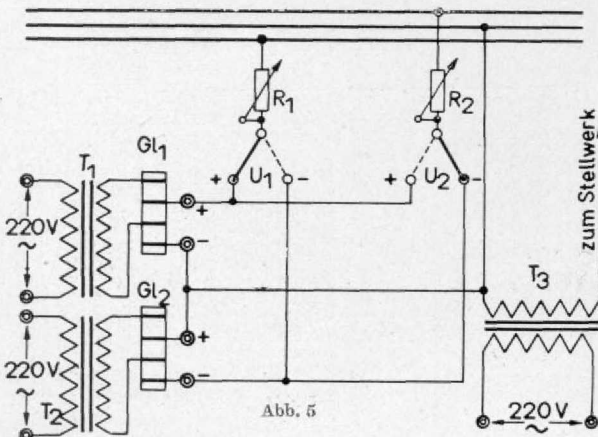 R₁
R₂
Gl₁
T₁
+
U₁
-
+
U₂
-
+
-
220V
~
zum Stellwerk
Gl₂
T₃
+
-
220V
~
T₂
Abb. 5
220V
~